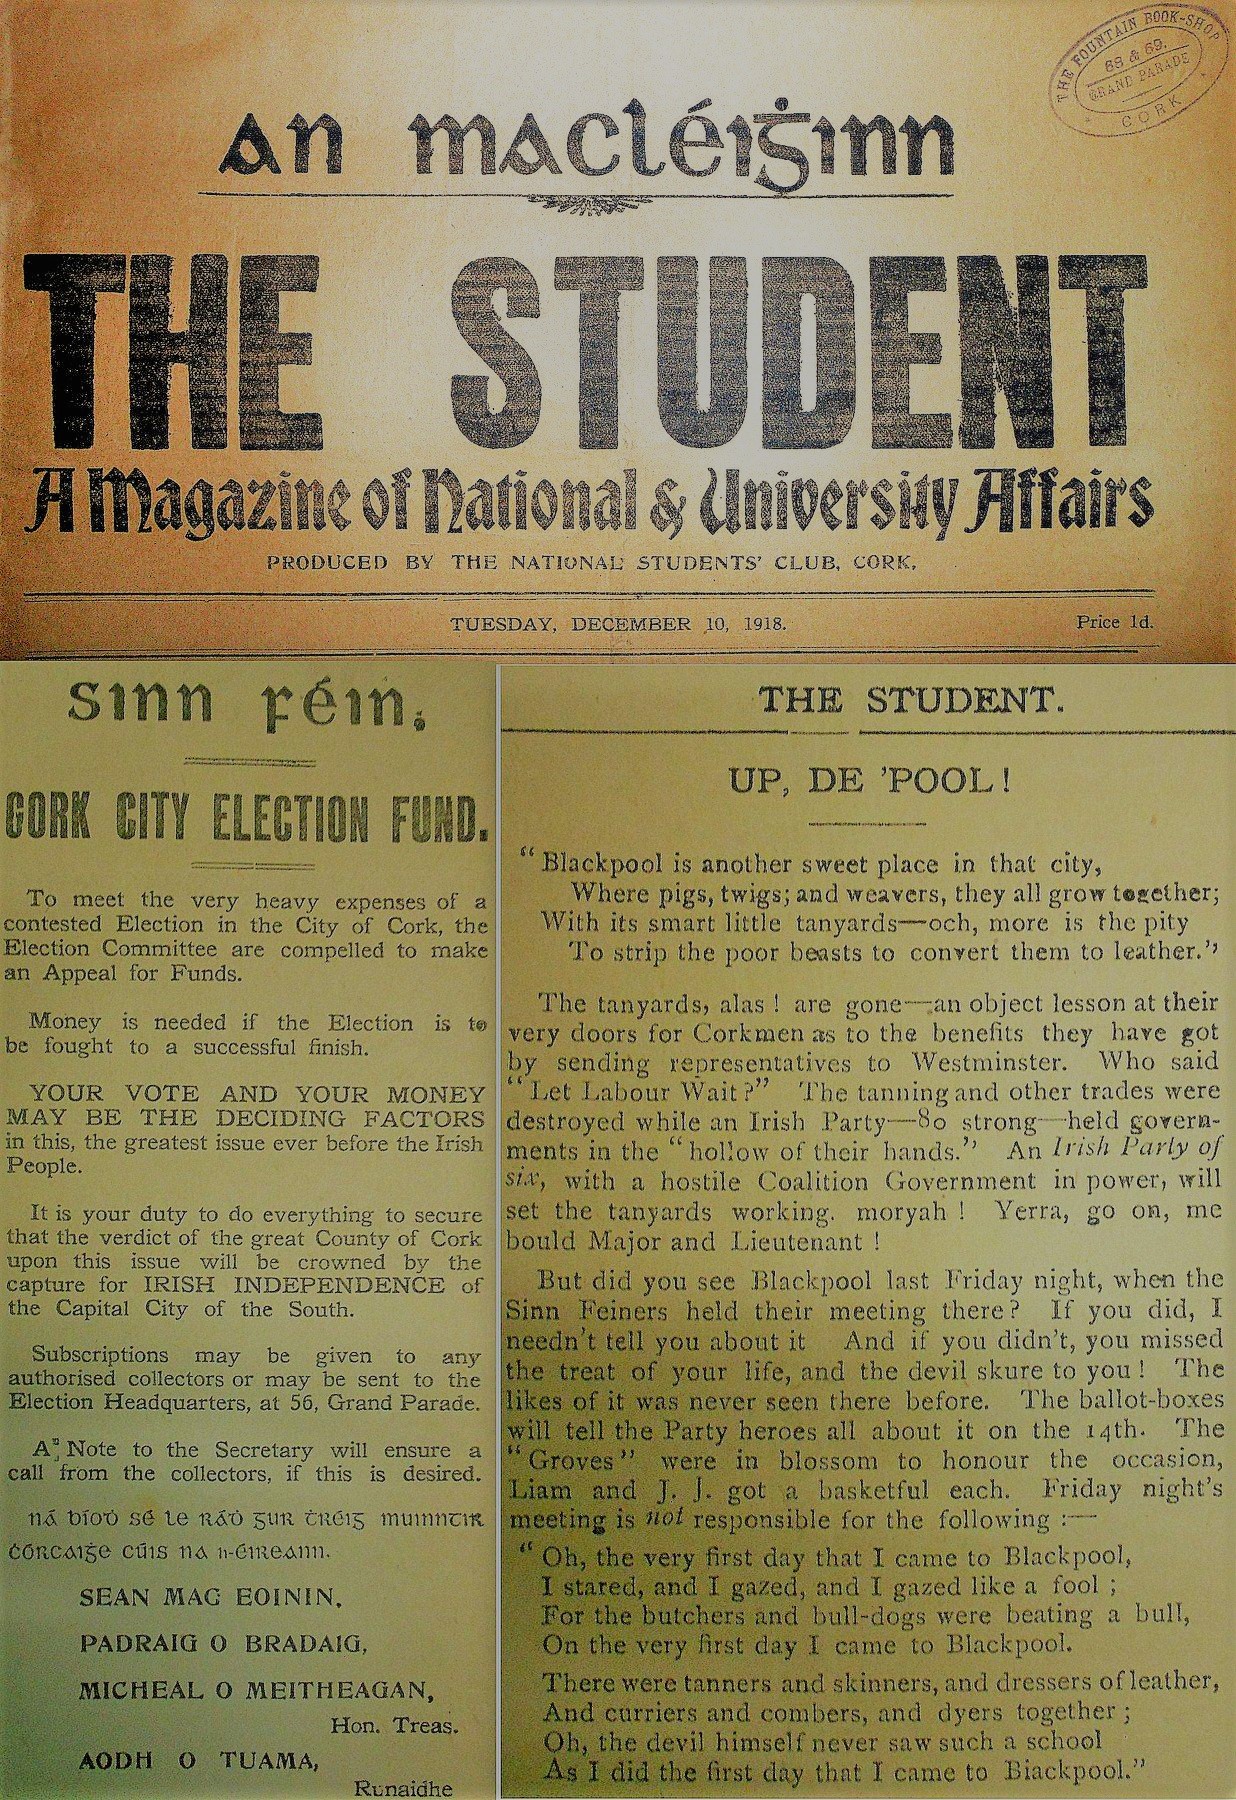 THE FOUNTAIN BOOK-SHOP
68 & 69.
GRAND PARADE
CORK
An macléiġinn
THE STUDENT
A Magazine of National & University Affairs
PRODUCED BY THE NATIONAL STUDENTS' CLUB, CORK.
TUESDAY, DECEMBER 10, 1918.
Price 1d.
Sinn Féin.
CORK CITY ELECTION FUND.
To meet the very heavy expenses of a
contested Election in the City of Cork, the
Election Committee are compelled to make
an Appeal for Funds.
Money is needed if the Election is to
be fought to a successful finish.
YOUR VOTE AND YOUR MONEY
MAY BE THE DECIDING FACTORS
in this, the greatest issue ever before the Irish
People.
It is your duty to do everything to secure
that the verdict of the great County of Cork
upon this issue will be crowned by the
capture for IRISH INDEPENDENCE of
the Capital City of the South.
Subscriptions may be given to any
authorised collectors or may be sent to the
Election Headquarters, at 56, Grand Parade.
A Note to the Secretary will ensure a
call from the collectors, if this is desired.
ná bíoḋ sé le ráḋ gur ṫréig muinntir
Ċórcaiġe cúis na h-éireann.
SEAN MAC EOININ,
PADRAIG O BRADAIG,
MICHEAL O MEITHEAGAN,
Hon. Treas.
AODH O TUAMA,
Runaidhe
THE STUDENT.
UP, DE 'POOL!
"Blackpool is another sweet place in that city,
Where pigs, twigs; and weavers, they all grow together;
With its smart little tanyards—och, more is the pity
To strip the poor beasts to convert them to leather."
The tanyards, alas! are gone—an object lesson at their
very doors for Corkmen as to the benefits they have got
by sending representatives to Westminster. Who said
"Let Labour Wait?" The tanning and other trades were
destroyed while an Irish Party—80 strong—held govern-
ments in the "hollow of their hands." An Irish Party of
six, with a hostile Coalition Government in power, will
set the tanyards working. moryah! Yerra, go on, me
bould Major and Lieutenant!
But did you see Blackpool last Friday night, when the
Sinn Feiners held their meeting there? If you did, I
needn't tell you about it And if you didn't, you missed
the treat of your life, and the devil skure to you! The
likes of it was never seen there before. The ballot-boxes
will tell the Party heroes all about it on the 14th. The
"Groves" were in blossom to honour the occasion,
Liam and J. J. got a basketful each. Friday night's
meeting is not responsible for the following:—
"Oh, the very first day that I came to Blackpool,
I stared, and I gazed, and I gazed like a fool;
For the butchers and bull-dogs were beating a bull,
On the very first day I came to Blackpool.
There were tanners and skinners, and dressers of leather,
And curriers and combers, and dyers together;
Oh, the devil himself never saw such a school
As I did the first day that I came to Blackpool."